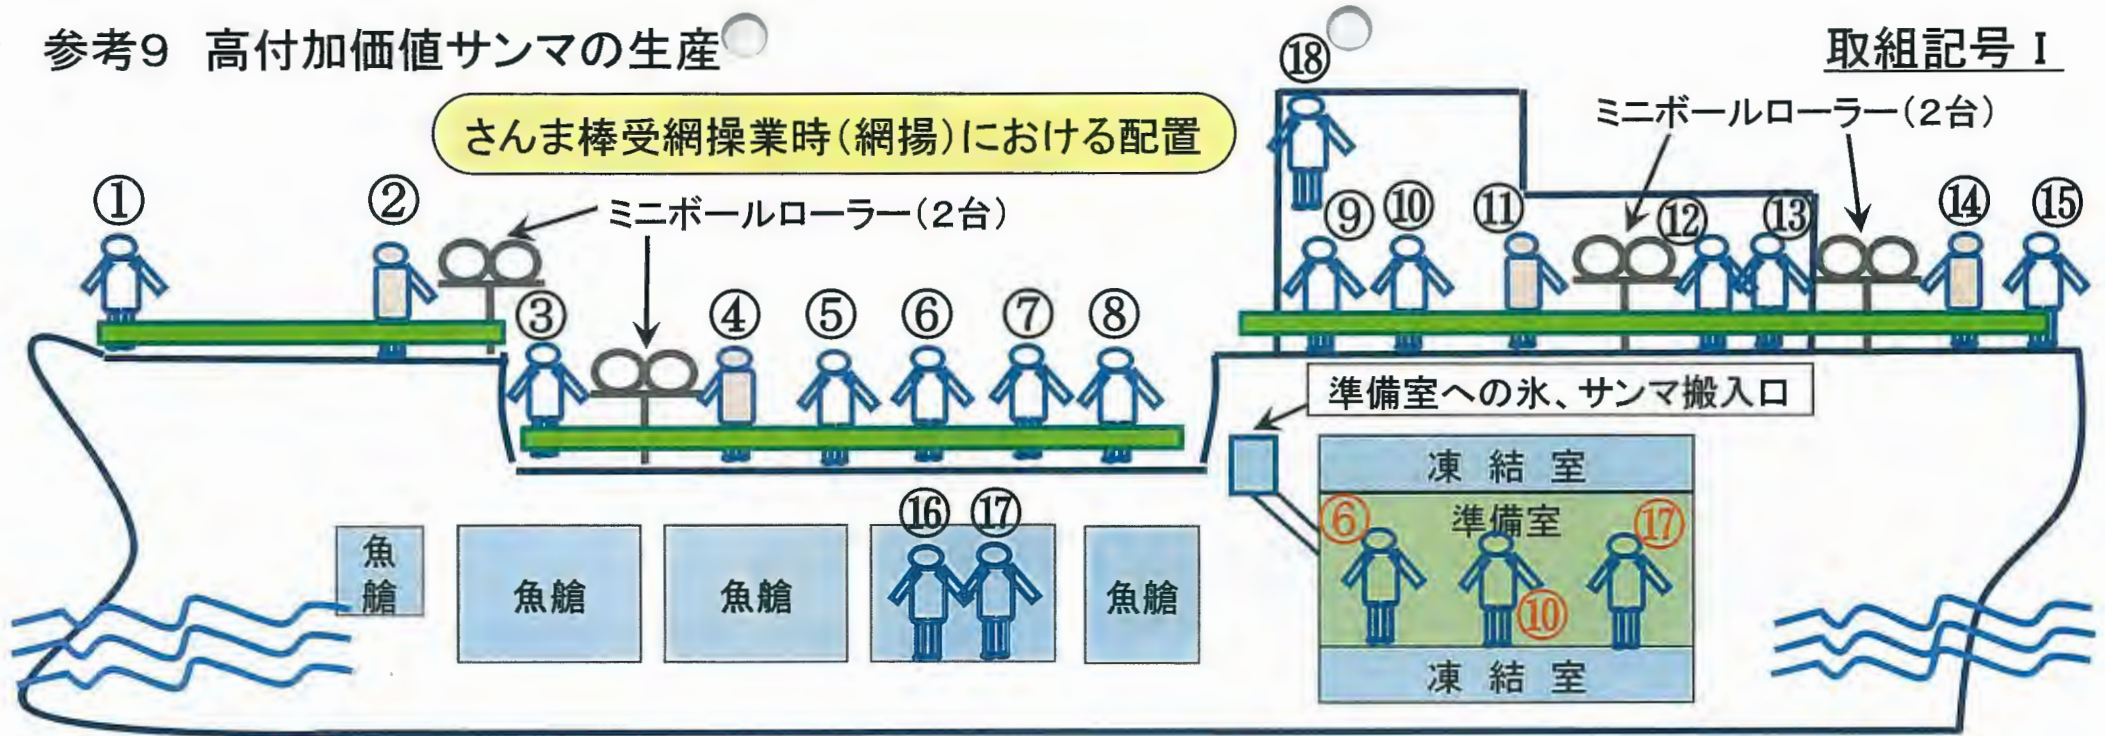 参考9 高付加価値サンマの生産
取組記号 I
さんま棒受網操業時(網揚)における配置
ミニボールローラー(2台)
ミニボールローラー(2台)
⑱
① ②
⑨ ⑩ ⑪ ⑫ ⑬ ⑭ ⑮
③ ④ ⑤ ⑥ ⑦ ⑧
準備室への氷、サンマ搬入口
凍結室
⑯ ⑰
⑥ 準備室 ⑰
⑩
魚艙
魚艙
魚艙
魚艙
凍結室